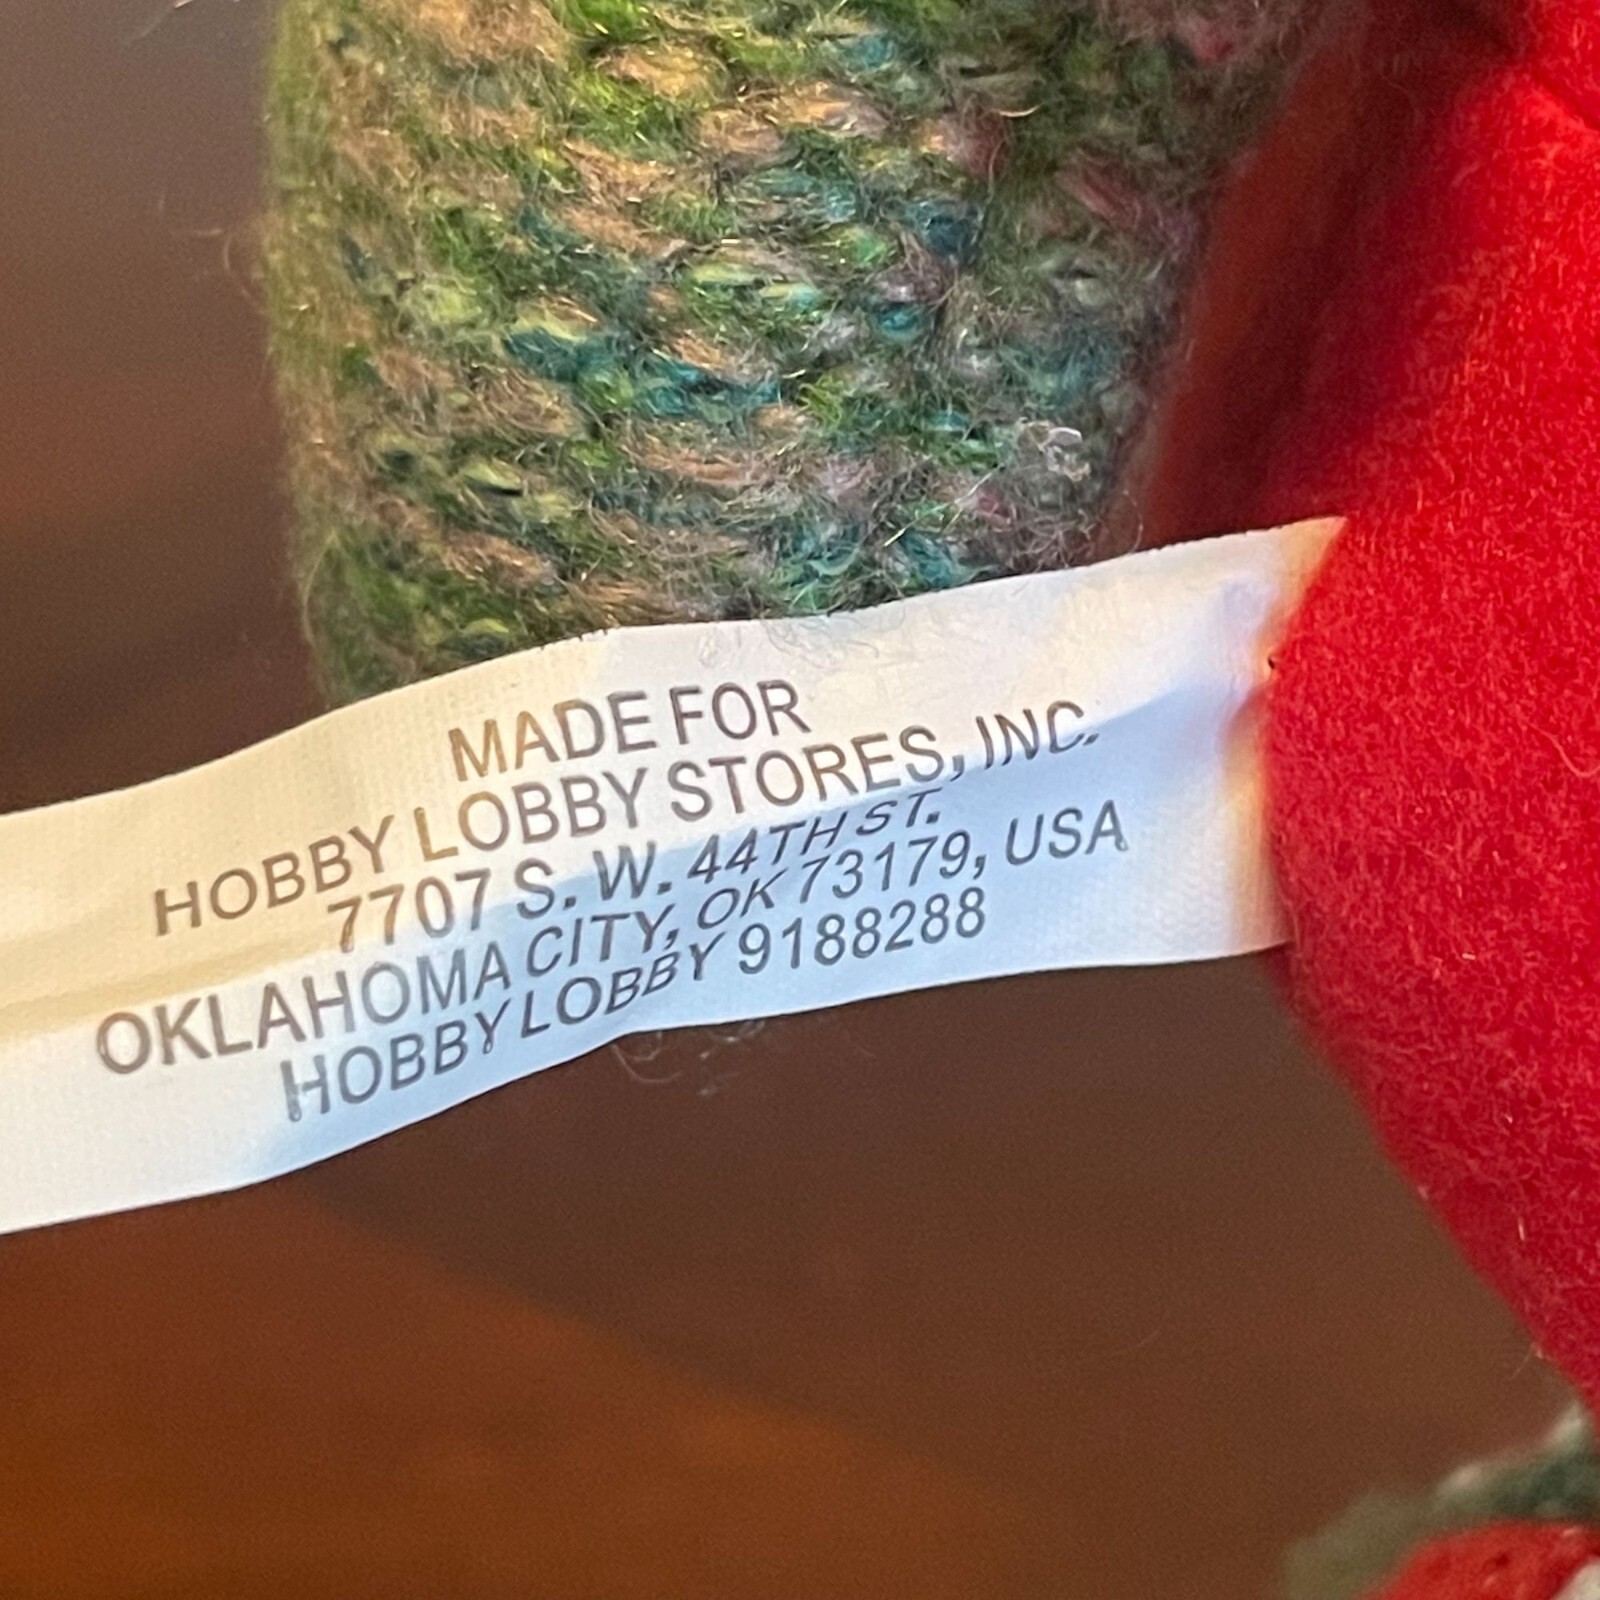 MADE FOR
HOBBY LOBBY STORES, INC.
7707 S. W. 44TH ST.
OKLAHOMA CITY, OK 73179, USA
HOBBY LOBBY 9188288